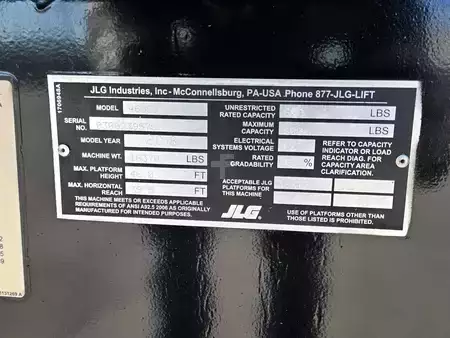 1706948A
JLG Industries, Inc - McConnellsburg, PA-USA Phone 877-JLG-LIFT
MODEL
SERIAL NO.
MODEL YEAR
MACHINE WT. LBS
MAX. PLATFORM HEIGHT FT
MAX. HORIZONTAL REACH FT
THIS MACHINE MEETS OR EXCEEDS APPLICABLE
REQUIREMENTS OF ANSI A92.5 2006 AS ORIGINALLY
MANUFACTURED FOR INTENDED PURPOSES.
UNRESTRICTED RATED CAPACITY LBS
MAXIMUM CAPACITY LBS
ELECTRICAL SYSTEMS VOLTAGE
RATED GRADABILITY %
REFER TO CAPACITY
INDICATOR OR LOAD
REACH DIAG. FOR
CAPACITY AREA
CLARIFICATION.
ACCEPTABLE JLG
PLATFORMS FOR
THIS MACHINE
JLG
USE OF PLATFORMS OTHER THAN
THOSE LISTED IS PROHIBITED.